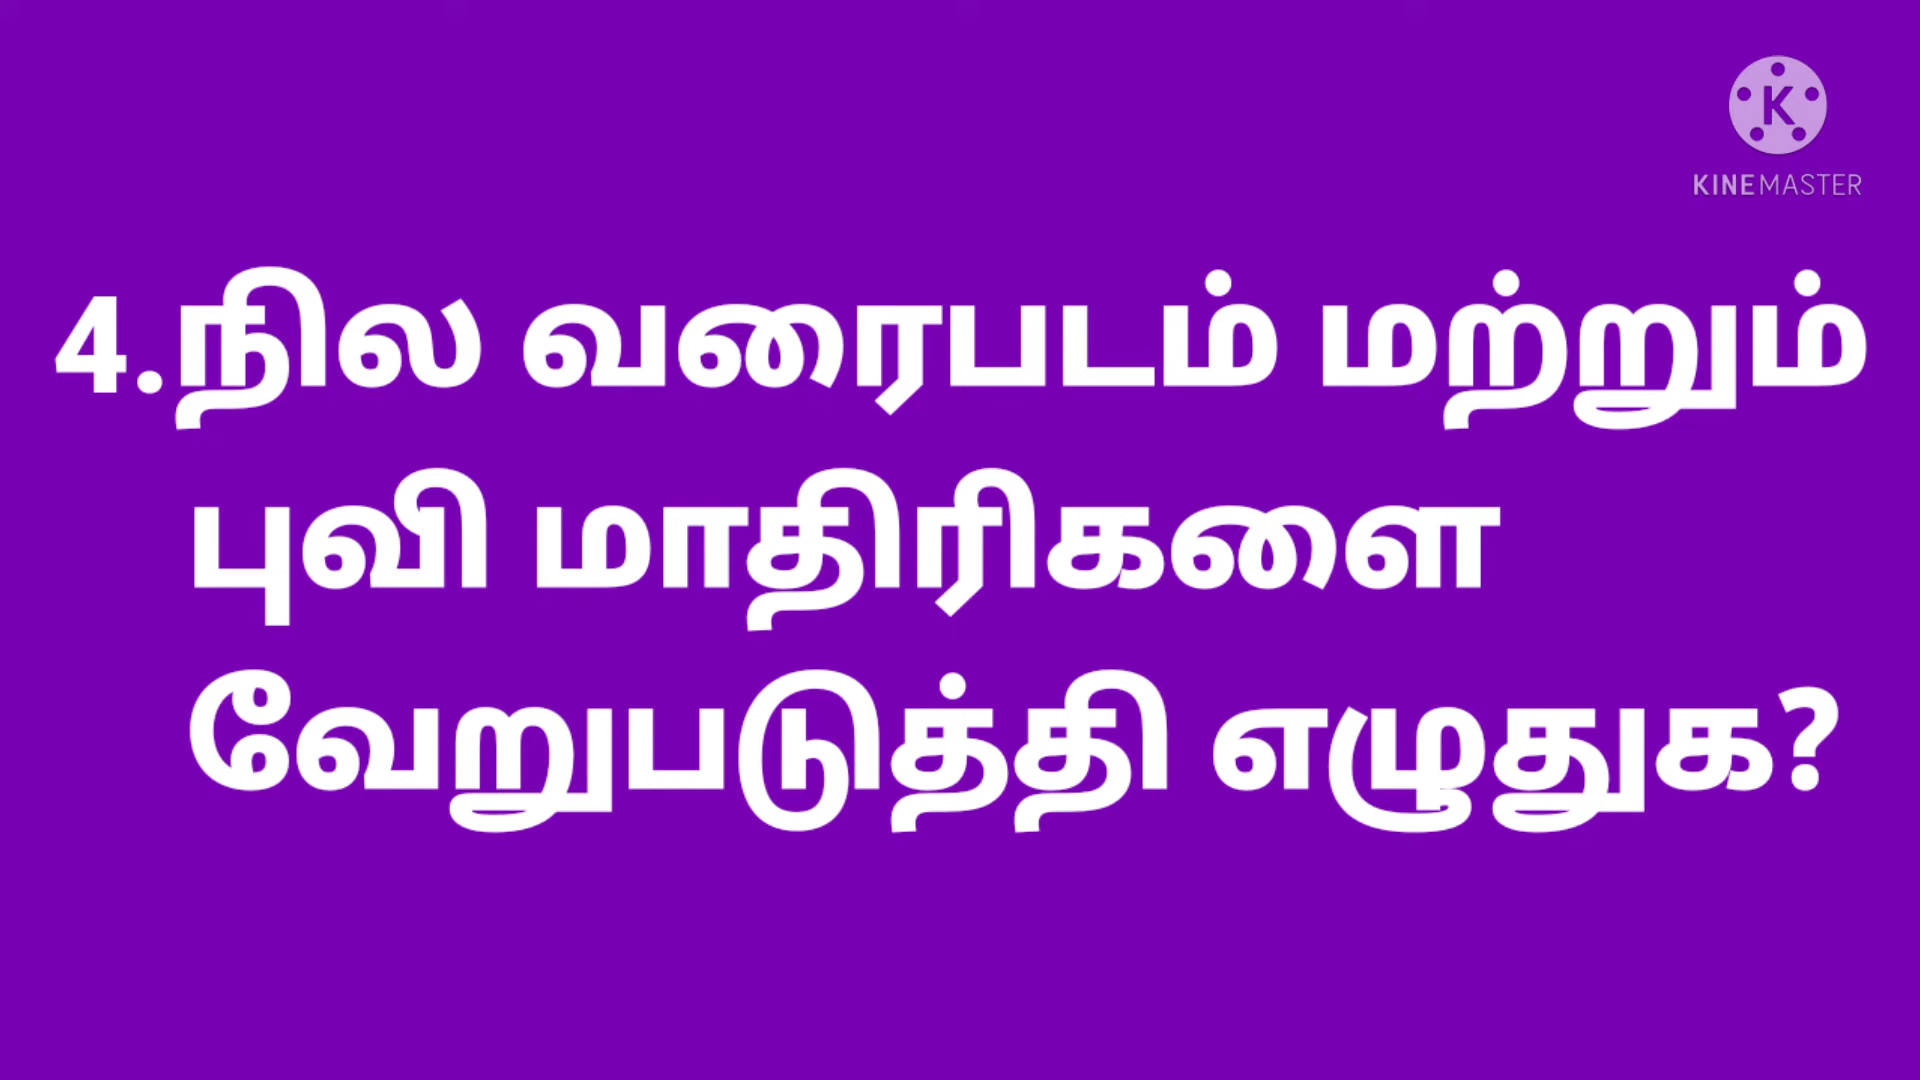 KINEMASTER
4.நில வரைபடம் மற்றும்
புவி மாதிரிகளை
வேறுபடுத்தி எழுதுக?